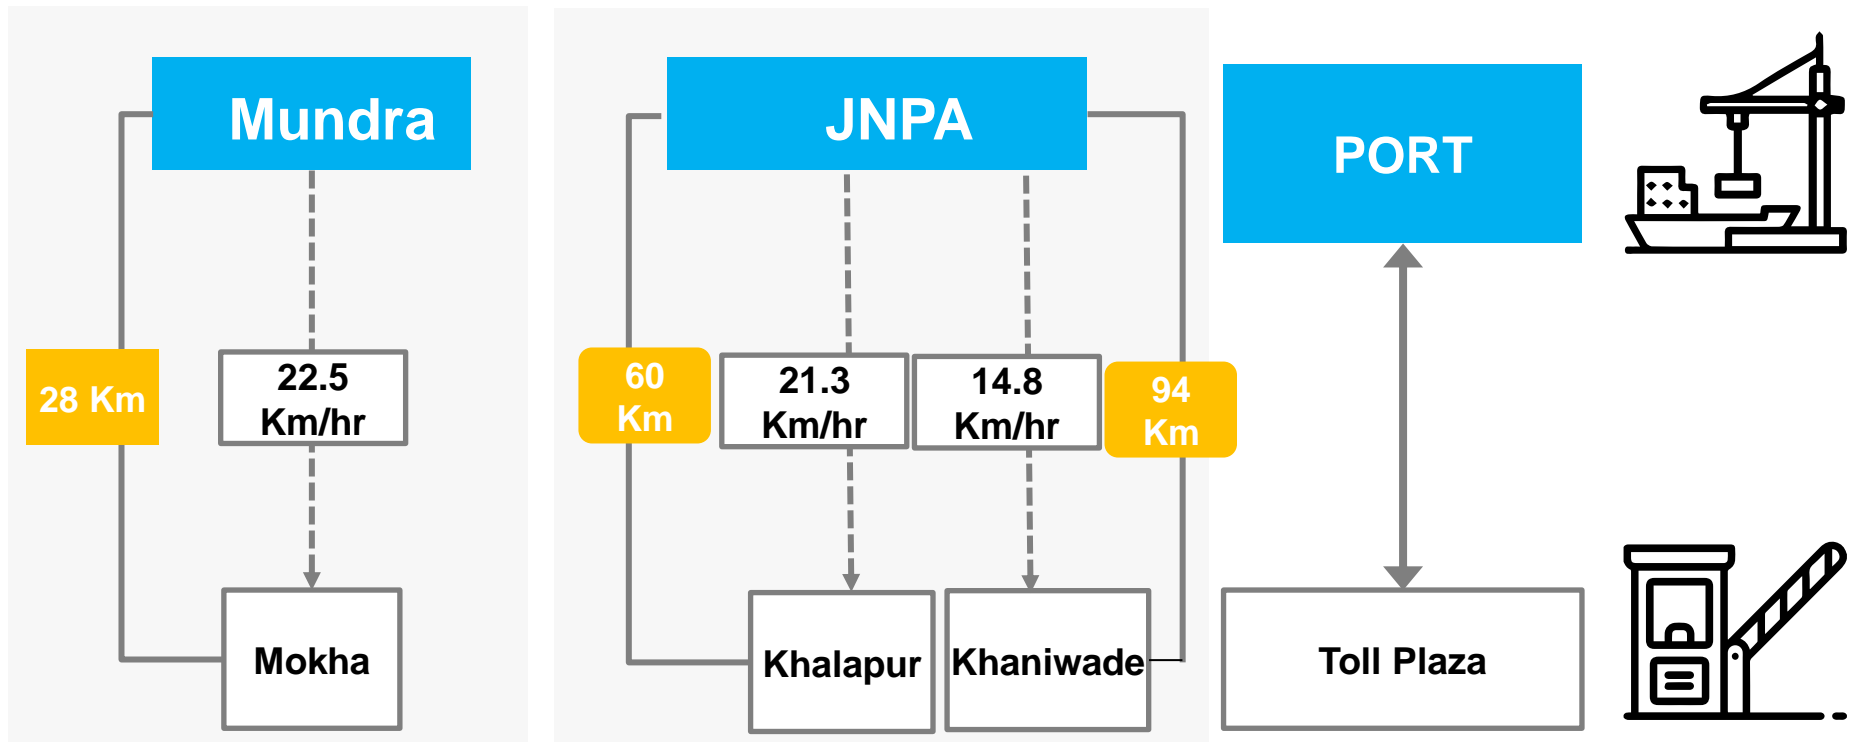 Mundra
JNPA
PORT
28 Km
22.5
Km/hr
60
Km
21.3
Km/hr
14.8
Km/hr
94
Km
Mokha
Khalapur
Khaniwade
Toll Plaza